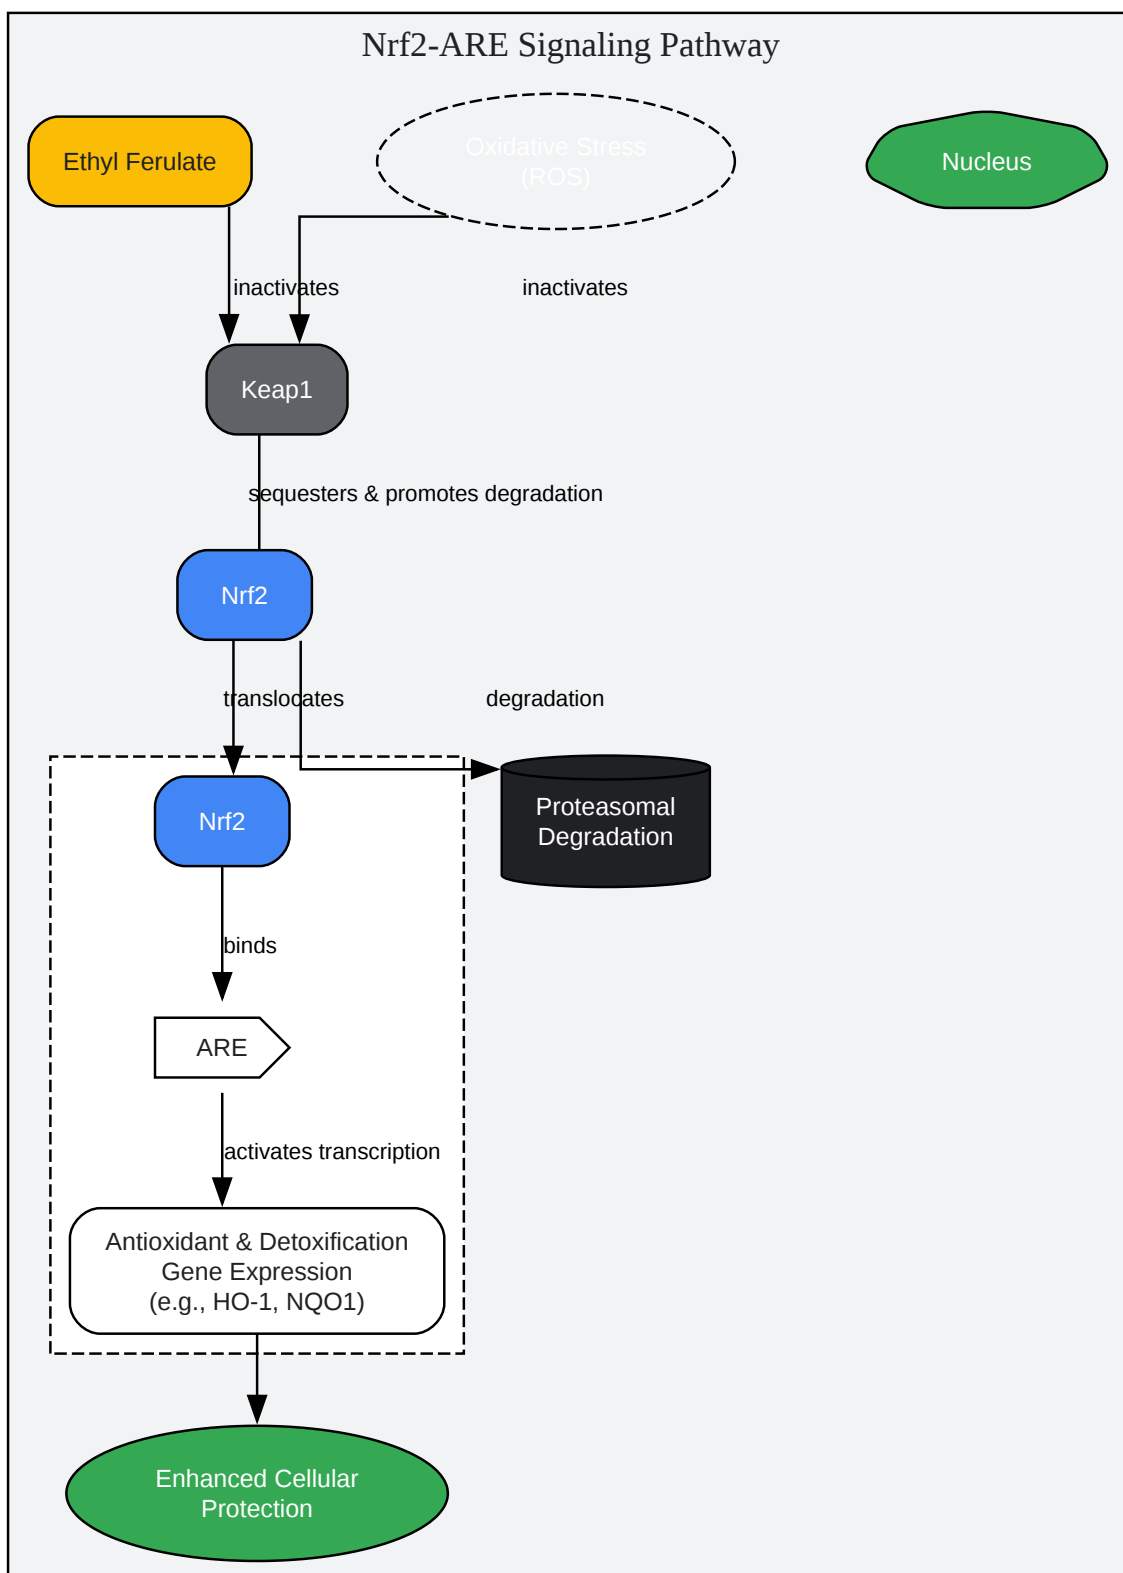 Nrf2-ARE Signaling Pathway
Ethyl Ferulate
Oxidative Stress
(ROS)
Nucleus
inactivates
inactivates
Keap1
sequesters & promotes degradation
Nrf2
translocates
degradation
Nrf2
Proteasomal
Degradation
binds
ARE
activates transcription
Antioxidant & Detoxification
Gene Expression
(e.g., HO-1, NQO1)
Enhanced Cellular
Protection